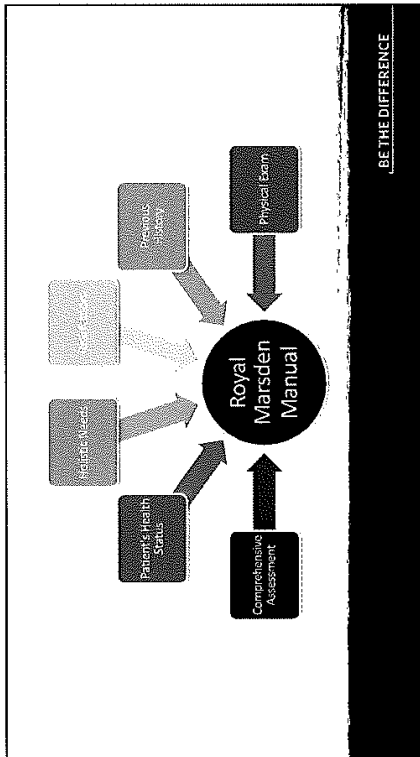 Comprehensive
Assessment
Patient's Health
Status
Holistic Needs
Previous
History
Physical Exam
Royal
Marsden
Manual
BE THE DIFFERENCE